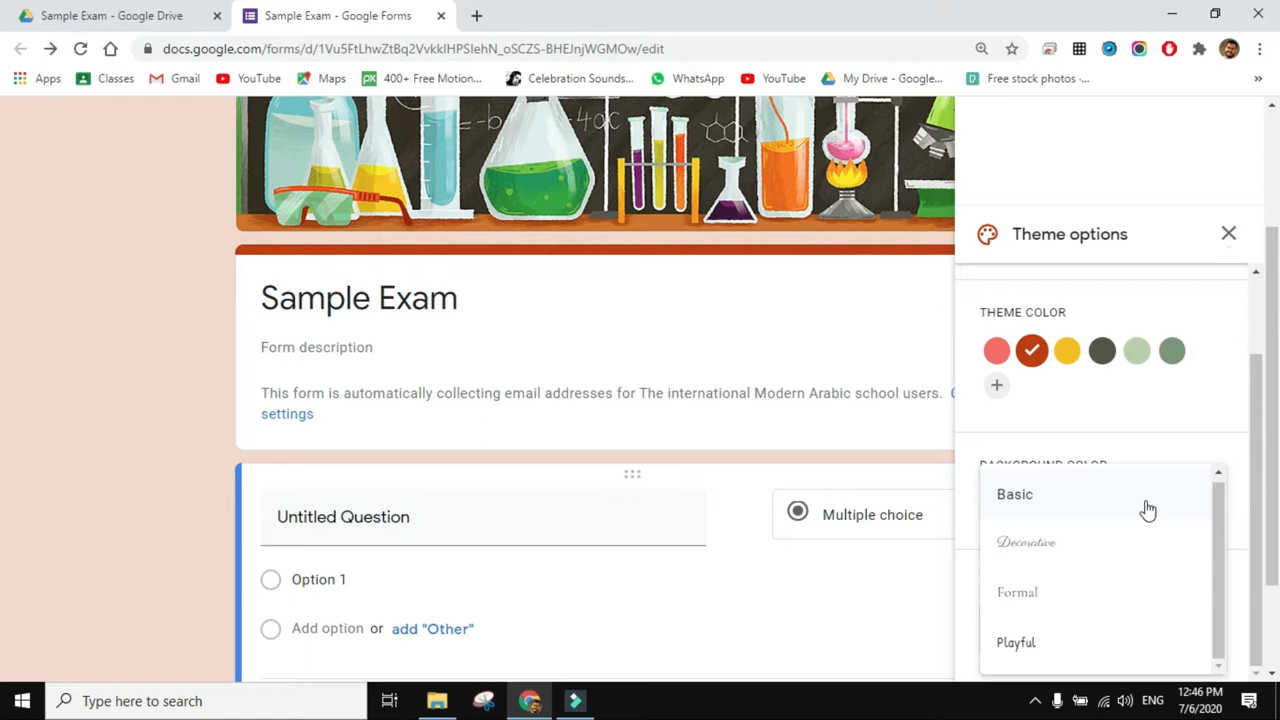 Sample Exam - Google Drive
Sample Exam - Google Forms
docs.google.com/forms/d/1Vu5FtLhwZtBq2VvkklHPSlehN_oSCZS-BHEJnjWGMOw/edit
Apps
Classes
Gmail
YouTube
Maps
400+ Free Motion...
Celebration Sounds...
WhatsApp
YouTube
My Drive - Google...
Free stock photos -...
Theme options
Sample Exam
Form description
This form is automatically collecting email addresses for The international Modern Arabic school users.
settings
THEME COLOR
BACKGROUND COLOR
Basic
Decorative
Formal
Playful
Untitled Question
Multiple choice
Option 1
Add option or add "Other"
Type here to search
ENG
12:46 PM
7/6/2020